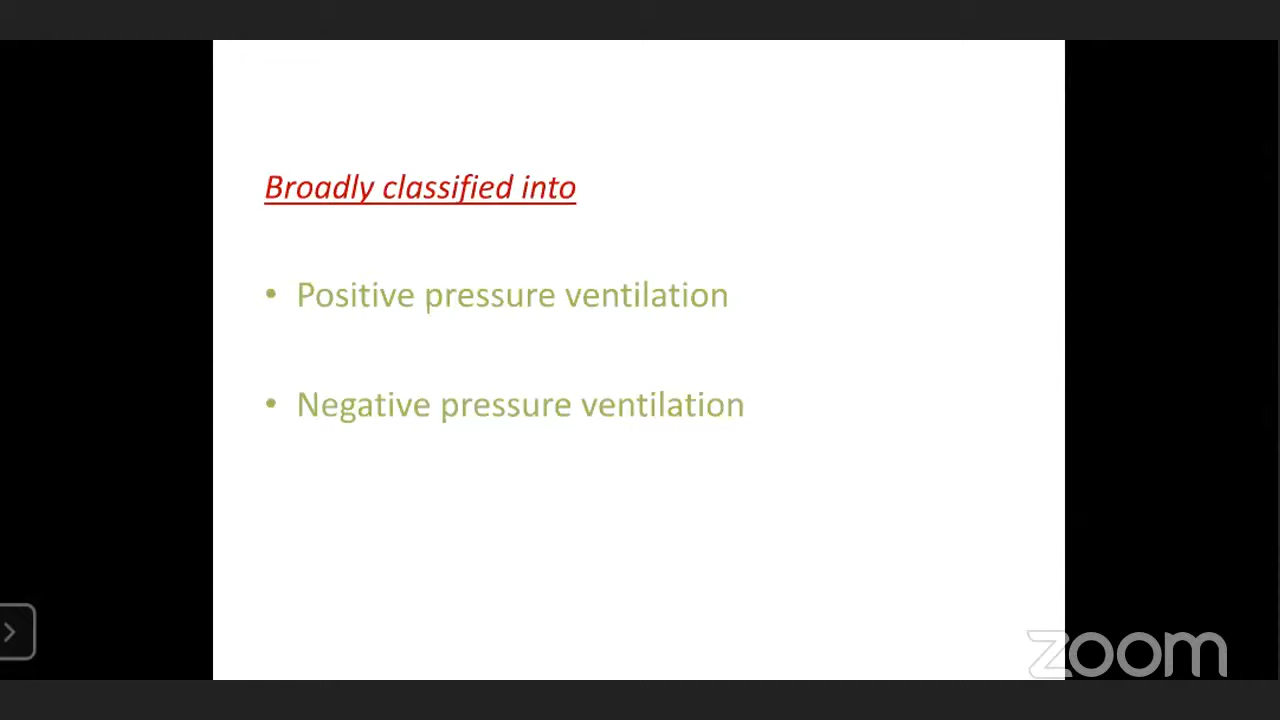 Broadly classified into
• Positive pressure ventilation
• Negative pressure ventilation
zoom